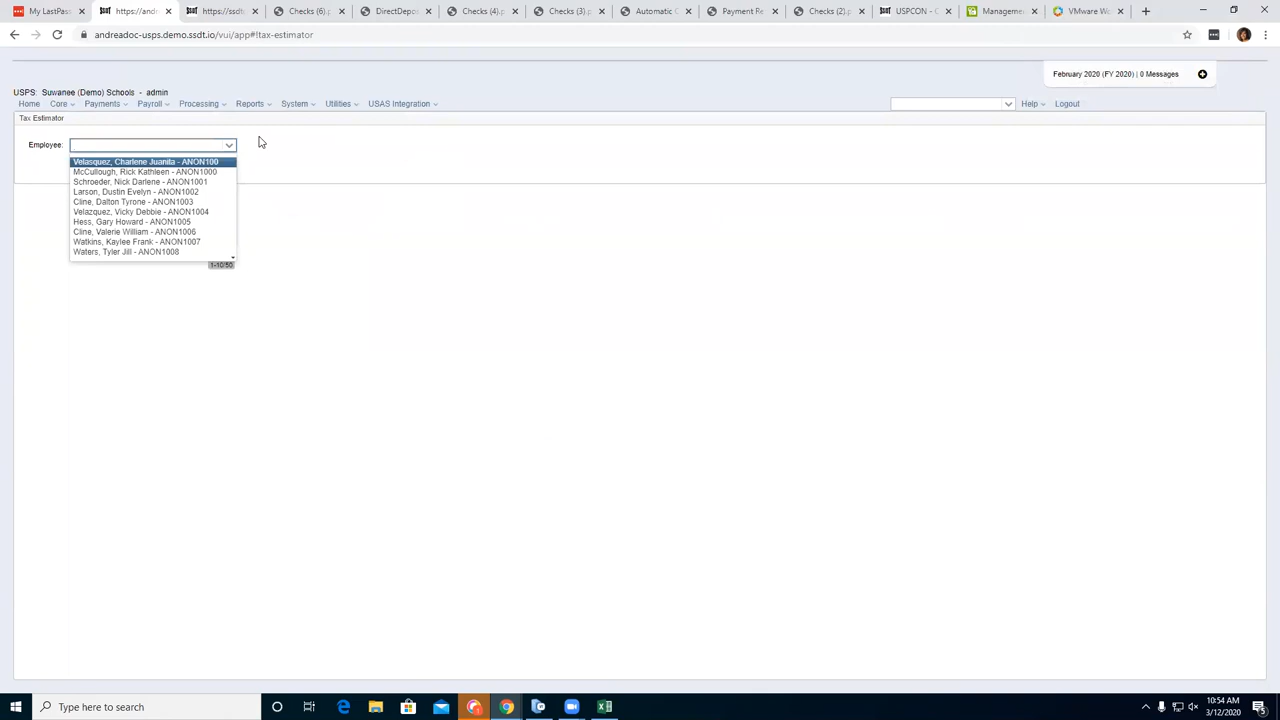 My LastPass
https://andre
https://ssdt
Checks (6).p
DirectDepos
Checks (4).p
Checks (3).p
Automatic C
Payment Re
Checks (2).p
USPCON - C
Managemen
VMware Wo
andreadoc-usps.demo.ssdt.io/vui/app#!tax-estimator
February 2020 (FY 2020) | 0 Messages
USPS: Suwanee (Demo) Schools - admin
Home Core Payments Payroll Processing Reports System Utilities USAS Integration Help Logout
Tax Estimator
Employee:
Velasquez, Charlene Juanita - ANON100
McCullough, Rick Kathleen - ANON1000
Schroeder, Nick Darlene - ANON1001
Larson, Dustin Evelyn - ANON1002
Cline, Dalton Tyrone - ANON1003
Velazquez, Vicky Debbie - ANON1004
Hess, Gary Howard - ANON1005
Cline, Valerie William - ANON1006
Watkins, Kaylee Frank - ANON1007
Waters, Tyler Jill - ANON1008
1-10/50
Type here to search
10:54 AM
3/12/2020
5